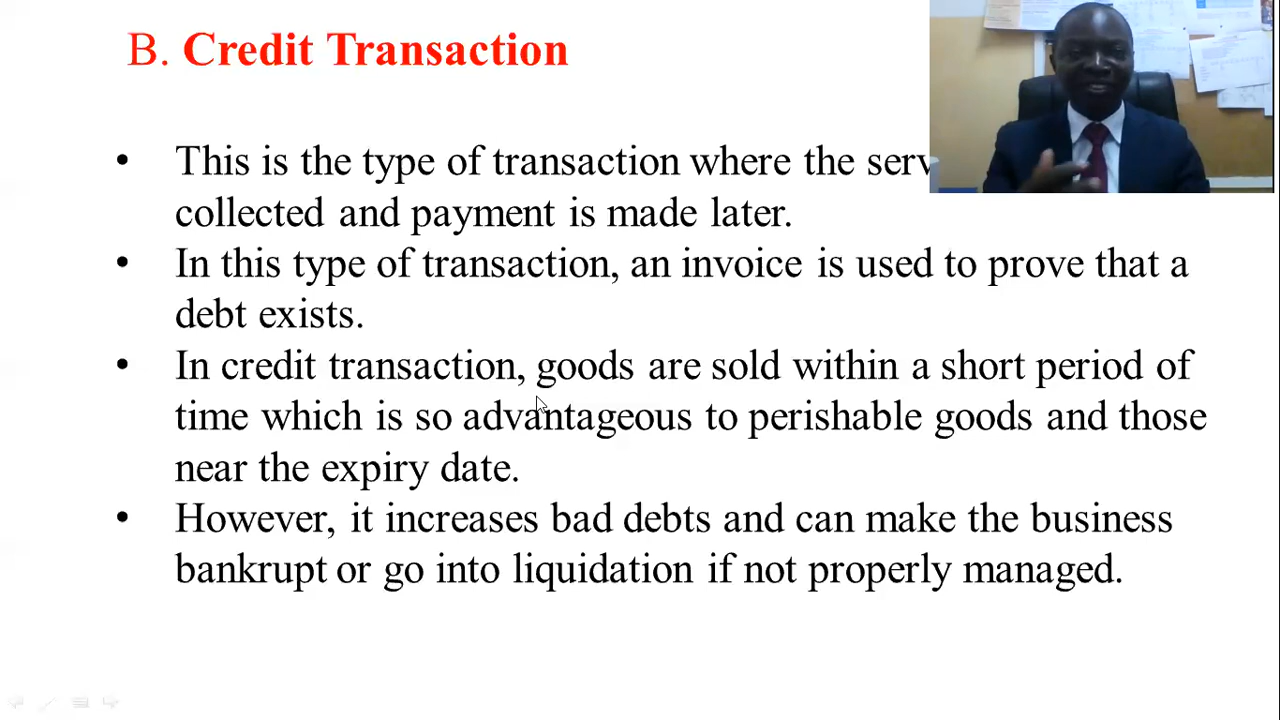 B. Credit Transaction
• This is the type of transaction where the
collected and payment is made later.
• In this type of transaction, an invoice is used to prove that a
debt exists.
• In credit transaction, goods are sold within a short period of
time which is so advantageous to perishable goods and those
near the expiry date.
• However, it increases bad debts and can make the business
bankrupt or go into liquidation if not properly managed.